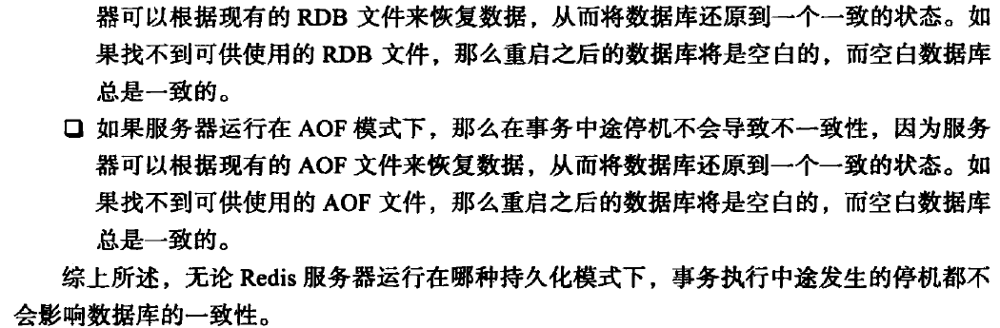 器可以根据现有的 RDB 文件来恢复数据，从而将数据库还原到一个一致的状态。如
果找不到可供使用的 RDB 文件，那么重启之后的数据库将是空白的，而空白数据库
总是一致的。
❑ 如果服务器运行在 AOF 模式下，那么在事务中途停机不会导致不一致性，因为服务
器可以根据现有的 AOF 文件来恢复数据，从而将数据库还原到一个一致的状态。如
果找不到可供使用的 AOF 文件，那么重启之后的数据库将是空白的，而空白数据库
总是一致的。
综上所述，无论 Redis 服务器运行在哪种持久化模式下，事务执行中途发生的停机都不
会影响数据库的一致性。